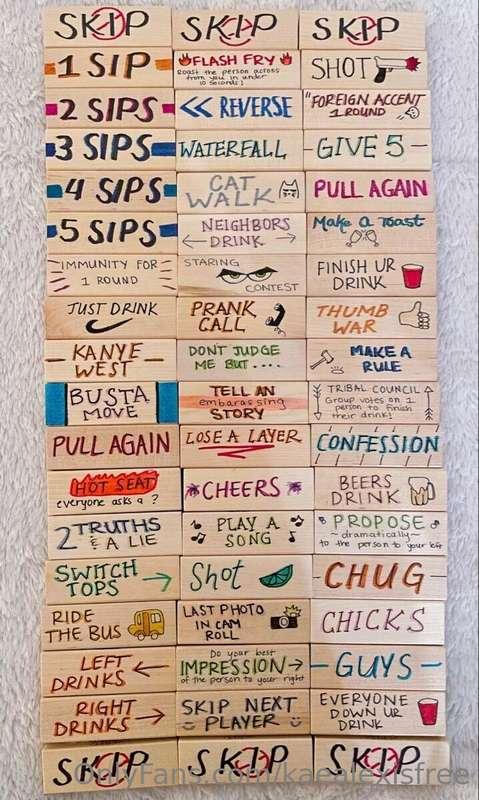 SKIP SKIP SKIP
1 SIP
FLASH FRY
Roast the person across
from you in under
10 seconds!
SHOT
2 SIPS
<< REVERSE
"FOREIGN ACCENT
1 ROUND
3 SIPS
WATERFALL
GIVE 5
4 SIPS
CAT
WALK
PULL AGAIN
5 SIPS
NEIGHBORS
DRINK
Make a Toast
IMMUNITY FOR
1 ROUND
STARING
CONTEST
FINISH UR
DRINK
JUST DRINK
PRANK
CALL
THUMB
WAR
KANYE
WEST
DONT JUDGE
ME BUT....
MAKE A
RULE
BUSTA
MOVE
TELL AN
embarassing
STORY
TRIBAL COUNCIL
Group votes on 1
person to finish
their drink!
PULL AGAIN
LOSE A LAYER
CONFESSION
HOT SEAT
everyone asks a ?
CHEERS
BEERS
DRINK
2 TRUTHS
& A LIE
PLAY A
SONG
PROPOSE
~dramatically~
to the person to your left
SWITCH
TOPS
Shot
CHUG
RIDE
THE BUS
LAST PHOTO
IN CAM
ROLL
CHICKS
LEFT
DRINKS
Do your best
IMPRESSION
of the person to your right
GUYS
RIGHT
DRINKS
SKIP NEXT
PLAYER
EVERYONE
DOWN UR
DRINK
SKIP SKIP SKIP
OnlyFans.com/kaealexisfree